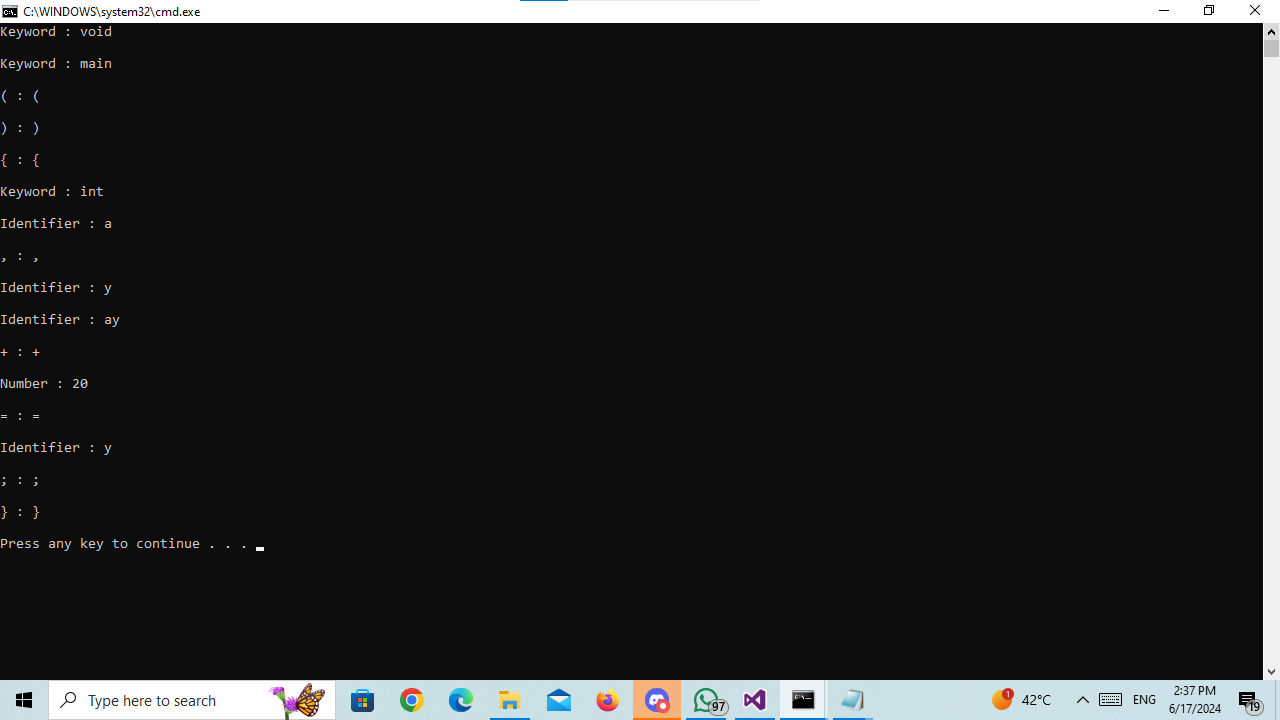 C:\WINDOWS\system32\cmd.exe
Keyword : void
Keyword : main
( : (
) : )
{ : {
Keyword : int
Identifier : a
, : ,
Identifier : y
Identifier : ay
+ : +
Number : 20
= : =
Identifier : y
; : ;
} : }
Press any key to continue . . .
Type here to search
97
1
42°C
ENG
2:37 PM
6/17/2024
19